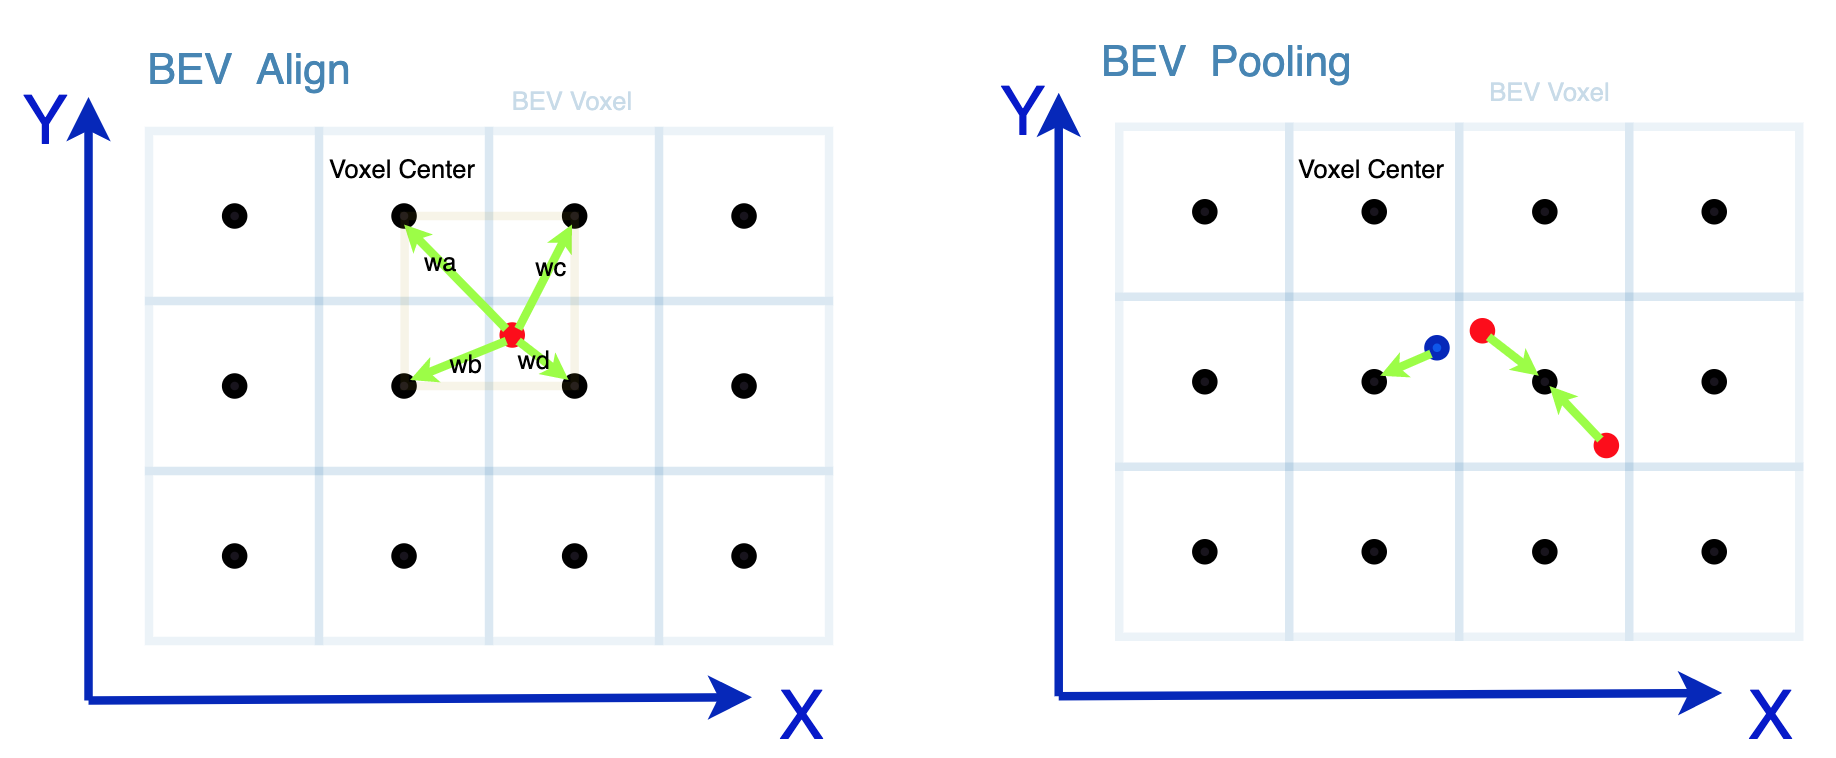 BEV Align
BEV Voxel
Y
Voxel Center
wa
wc
wb
wd
X
BEV Pooling
BEV Voxel
Y
Voxel Center
X